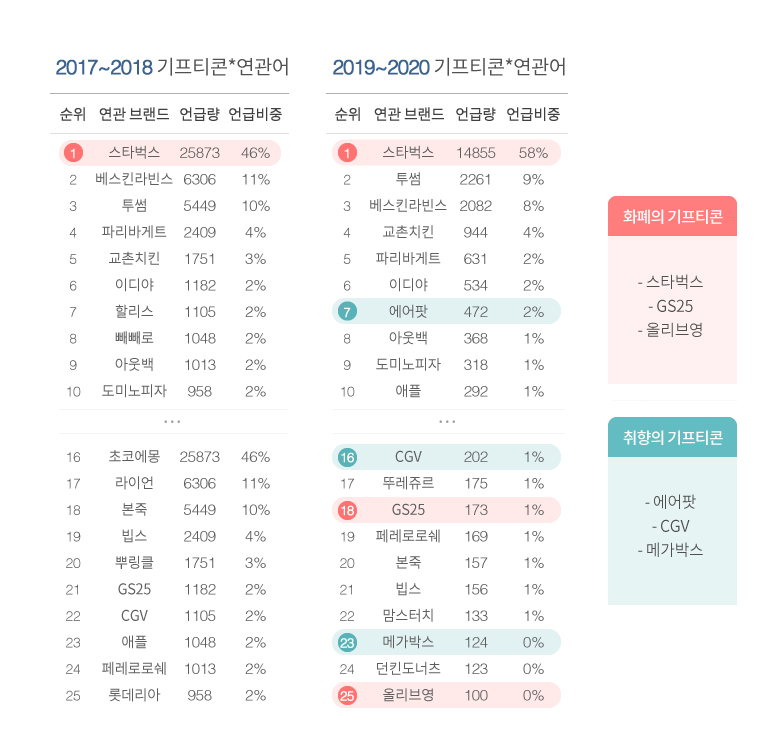 2017~2018 기프티콘*연관어
순위 연관 브랜드 언급량 언급비중
1 스타벅스 25873 46%
2 베스킨라빈스 6306 11%
3 투썸 5449 10%
4 파리바게트 2409 4%
5 교촌치킨 1751 3%
6 이디야 1182 2%
7 할리스 1105 2%
8 빼빼로 1048 2%
9 아웃백 1013 2%
10 도미노피자 958 2%
...
16 초코에몽 25873 46%
17 라이언 6306 11%
18 본죽 5449 10%
19 빕스 2409 4%
20 뿌링클 1751 3%
21 GS25 1182 2%
22 CGV 1105 2%
23 애플 1048 2%
24 페레로로쉐 1013 2%
25 롯데리아 958 2%
2019~2020 기프티콘*연관어
순위 연관 브랜드 언급량 언급비중
1 스타벅스 14855 58%
2 투썸 2261 9%
3 베스킨라빈스 2082 8%
4 교촌치킨 944 4%
5 파리바게트 631 2%
6 이디야 534 2%
7 에어팟 472 2%
8 아웃백 368 1%
9 도미노피자 318 1%
10 애플 292 1%
...
16 CGV 202 1%
17 뚜레쥬르 175 1%
18 GS25 173 1%
19 페레로로쉐 169 1%
20 본죽 157 1%
21 빕스 156 1%
22 맘스터치 133 1%
23 메가박스 124 0%
24 던킨도너츠 123 0%
25 올리브영 100 0%
화폐의 기프티콘
- 스타벅스
- GS25
- 올리브영
취향의 기프티콘
- 에어팟
- CGV
- 메가박스